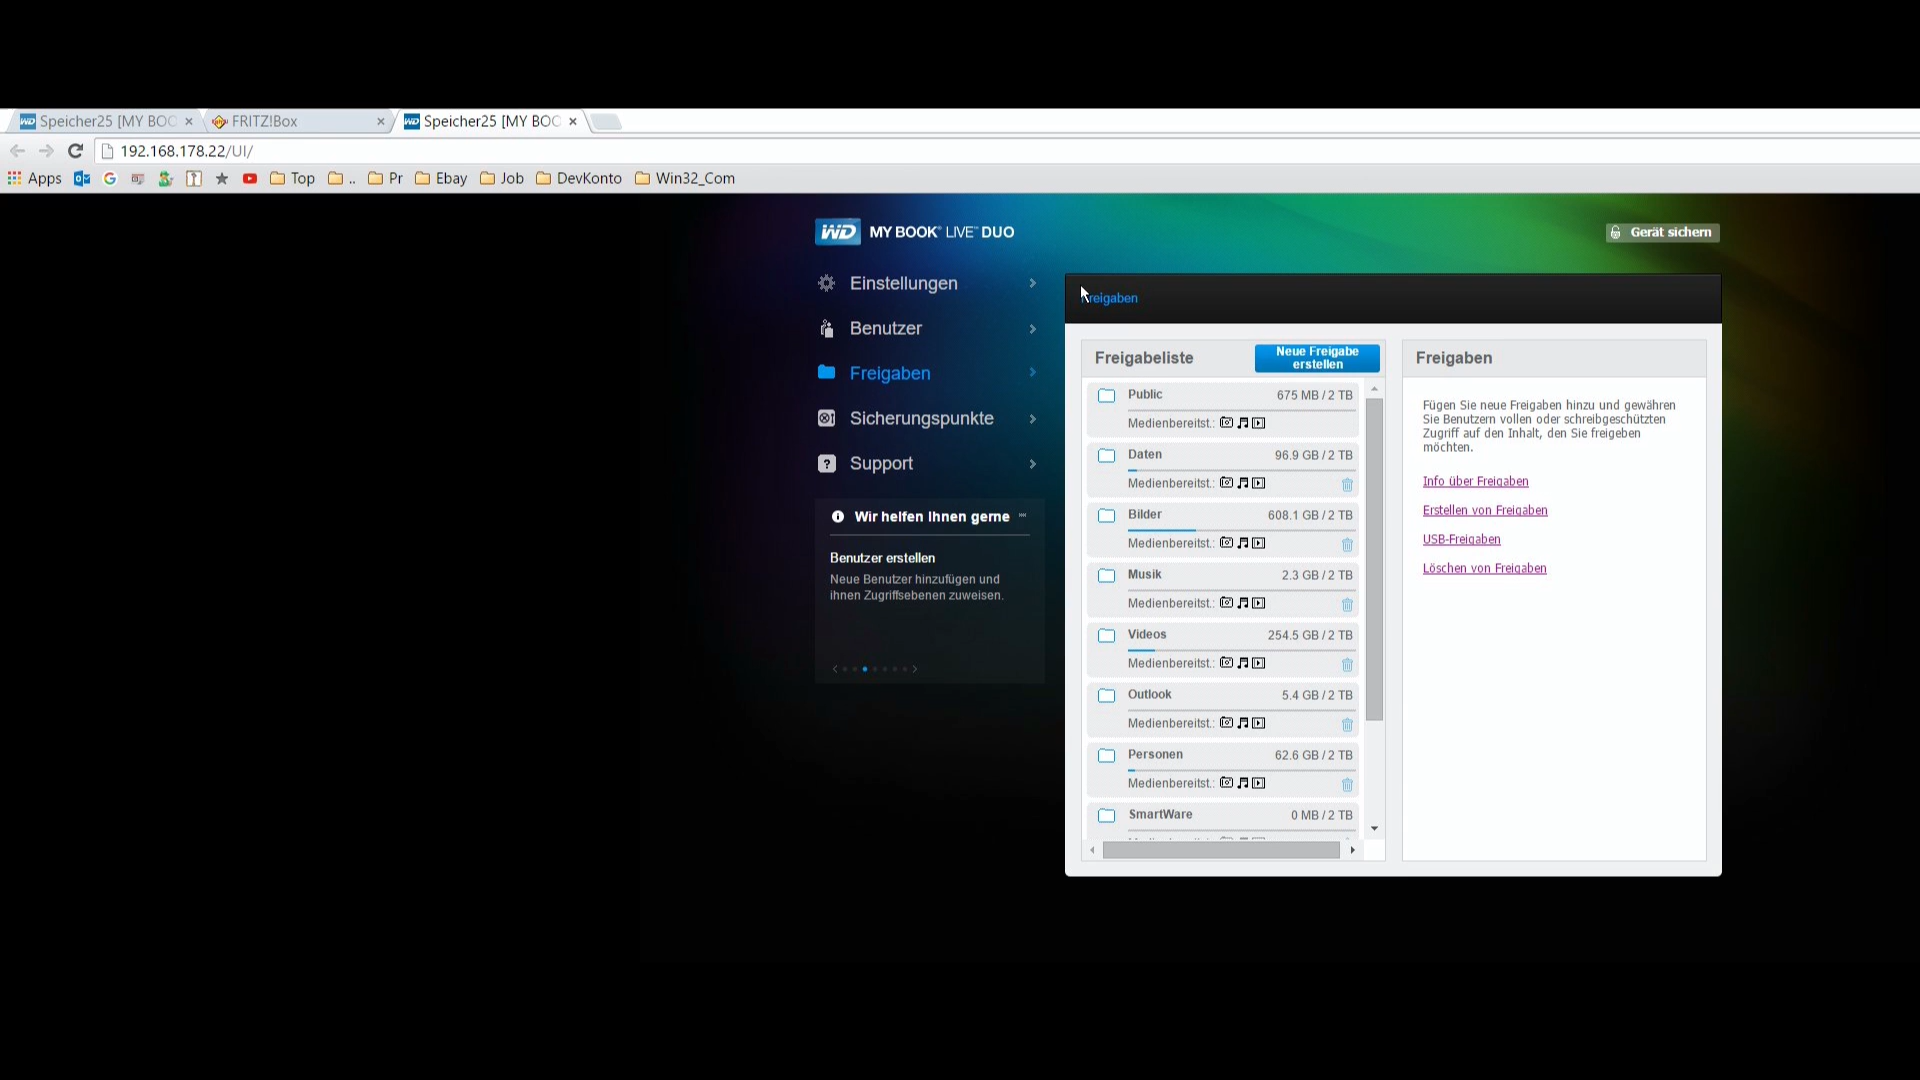 Speicher25 [MY BOO
FRITZ!Box
Speicher25 [MY BOO
192.168.178.22/UI/
Apps
Top
..
Pr
Ebay
Job
DevKonto
Win32_Com
WD MY BOOK® LIVE™ DUO
Gerät sichern
Einstellungen
Benutzer
Freigaben
Sicherungspunkte
Support
Wir helfen Ihnen gerne
Benutzer erstellen
Neue Benutzer hinzufügen und
ihnen Zugriffsebenen zuweisen.
reigaben
Freigabeliste
Neue Freigabe
erstellen
Public 675 MB / 2 TB
Medienbereitst.:
Daten 96.9 GB / 2 TB
Medienbereitst.:
Bilder 608.1 GB / 2 TB
Medienbereitst.:
Musik 2.3 GB / 2 TB
Medienbereitst.:
Videos 254.5 GB / 2 TB
Medienbereitst.:
Outlook 5.4 GB / 2 TB
Medienbereitst.:
Personen 62.6 GB / 2 TB
Medienbereitst.:
SmartWare 0 MB / 2 TB
Freigaben
Fügen Sie neue Freigaben hinzu und gewähren
Sie Benutzern vollen oder schreibgeschützten
Zugriff auf den Inhalt, den Sie freigeben
möchten.
Info über Freigaben
Erstellen von Freigaben
USB-Freigaben
Löschen von Freigaben